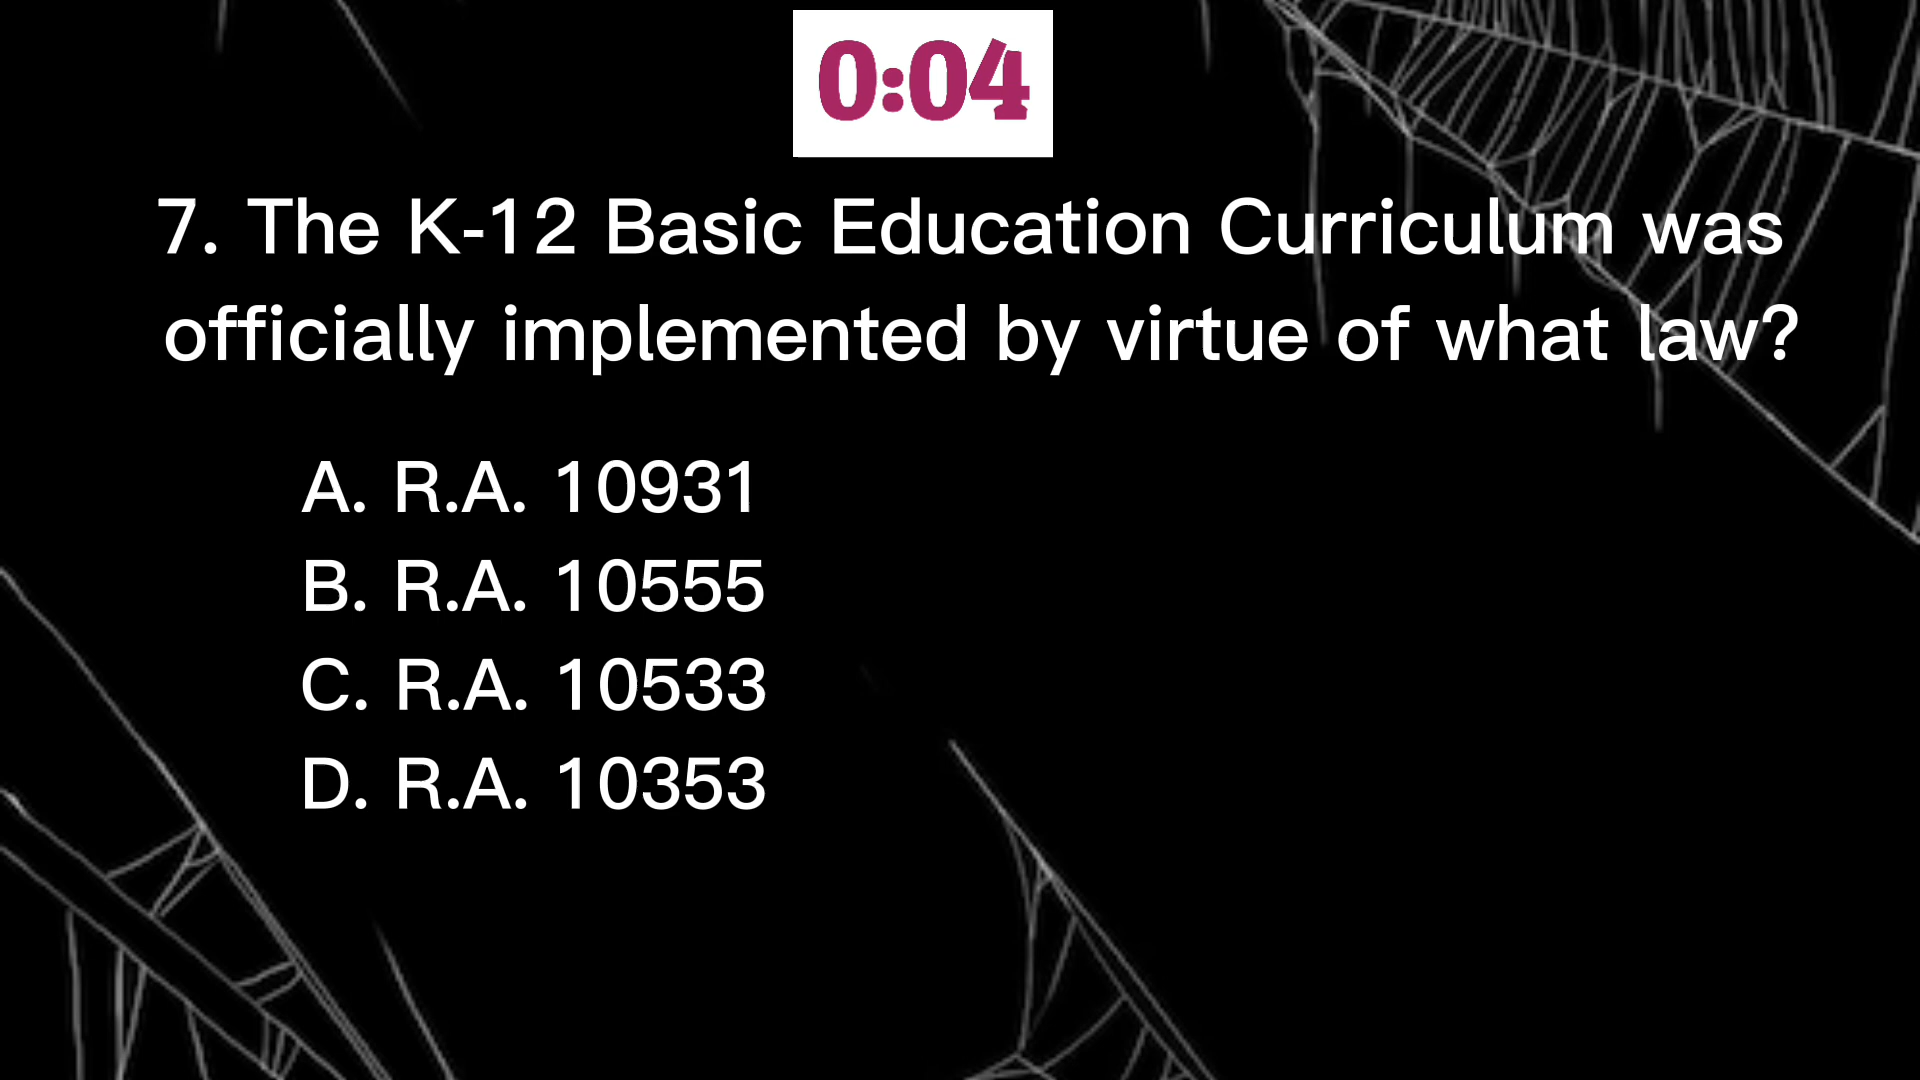 0:04
7. The K-12 Basic Education Curriculum was
officially implemented by virtue of what law?
A. R.A. 10931
B. R.A. 10555
C. R.A. 10533
D. R.A. 10353